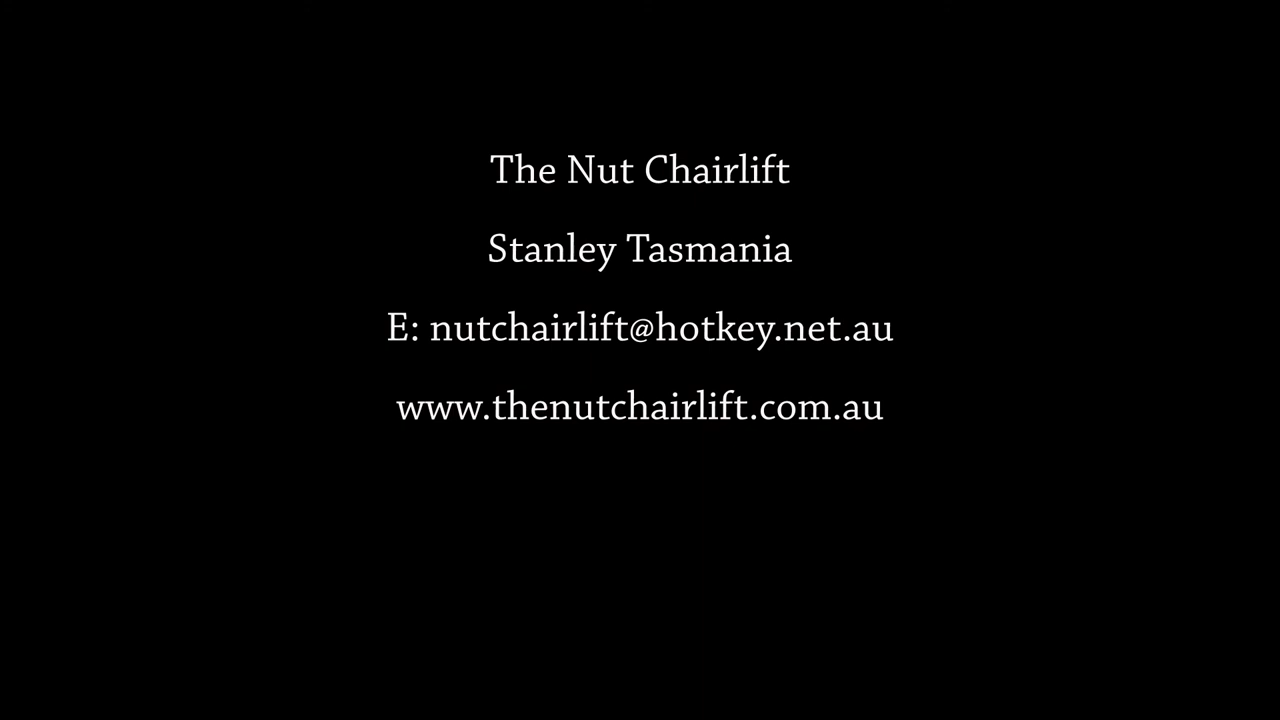 The Nut Chairlift
Stanley Tasmania
E: nutchairlift@hotkey.net.au
www.thenutchairlift.com.au